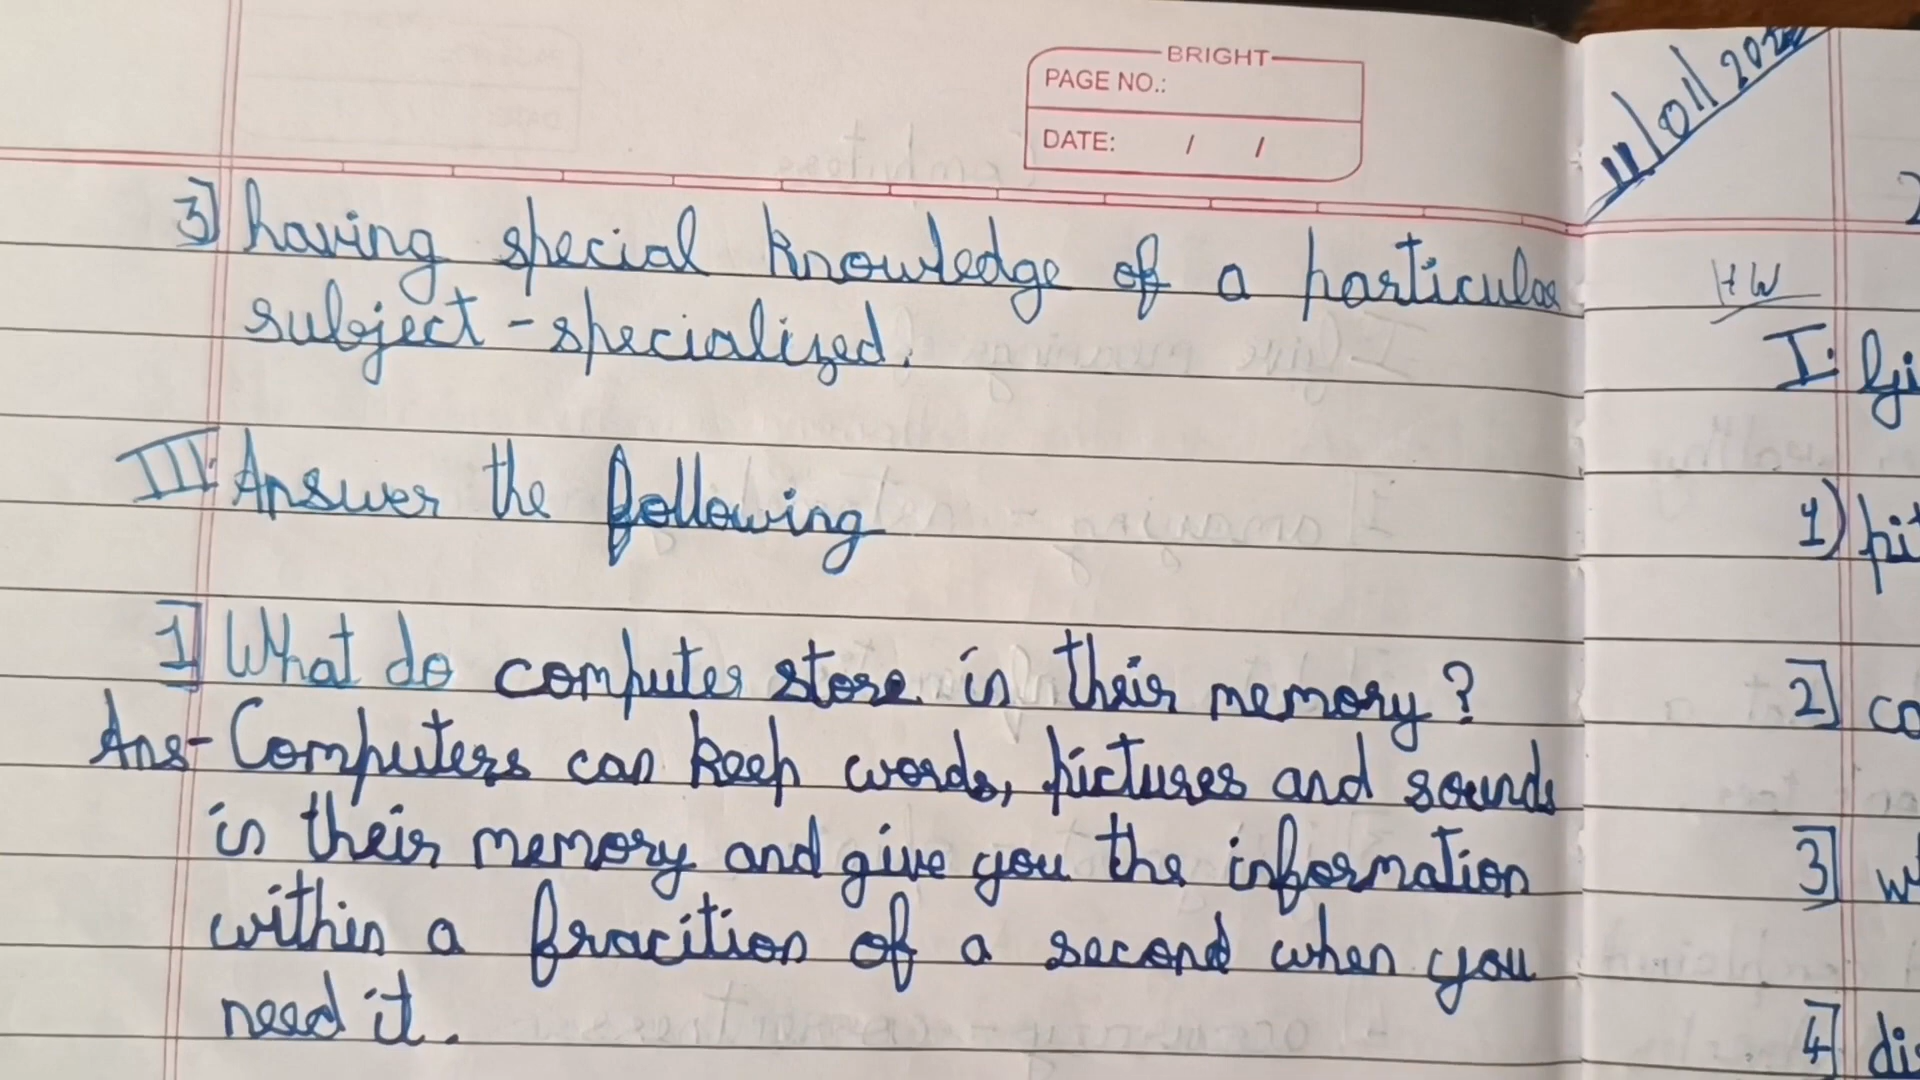 BRIGHT
PAGE NO.:
DATE: / /
3] having special knowledge of a particular
subject - specialized.
III. Answer the following
1] What do computer store in their memory?
Ans- Computers can keep words, pictures and sounds
in their memory and give you the information
within a fracition of a second when you
need it.
HW
I.
1)
2]
3]
4]